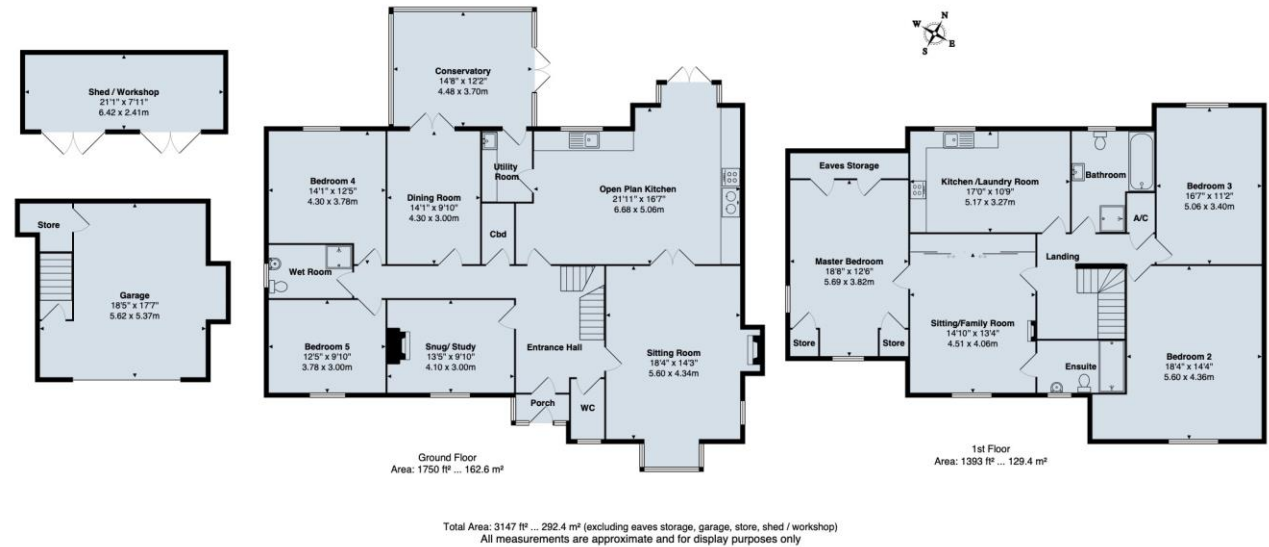 N
W
E
S
Shed / Workshop
21'1" x 7'11"
6.42 x 2.41m
Store
Garage
18'5" x 17'7"
5.62 x 5.37m
Conservatory
14'8" x 12'2"
4.48 x 3.70m
Bedroom 4
14'1" x 12'5"
4.30 x 3.78m
Dining Room
14'1" x 9'10"
4.30 x 3.00m
Utility
Room
Cbd
Open Plan Kitchen
21'11" x 16'7"
6.68 x 5.06m
Wet Room
Bedroom 5
12'5" x 9'10"
3.78 x 3.00m
Snug/ Study
13'5" x 9'10"
4.10 x 3.00m
Entrance Hall
Porch
WC
Sitting Room
18'4" x 14'3"
5.60 x 4.34m
Ground Floor
Area: 1750 ft² ... 162.6 m²
Eaves Storage
Kitchen /Laundry Room
17'0" x 10'9"
5.17 x 3.27m
Bathroom
A/C
Bedroom 3
16'7" x 11'2"
5.06 x 3.40m
Master Bedroom
18'8" x 12'6"
5.69 x 3.82m
Store
Store
Landing
Sitting/Family Room
14'10" x 13'4"
4.51 x 4.06m
Ensuite
Bedroom 2
18'4" x 14'4"
5.60 x 4.36m
1st Floor
Area: 1393 ft² ... 129.4 m²
Total Area: 3147 ft² ... 292.4 m² (excluding eaves storage, garage, store, shed / workshop)
All measurements are approximate and for display purposes only